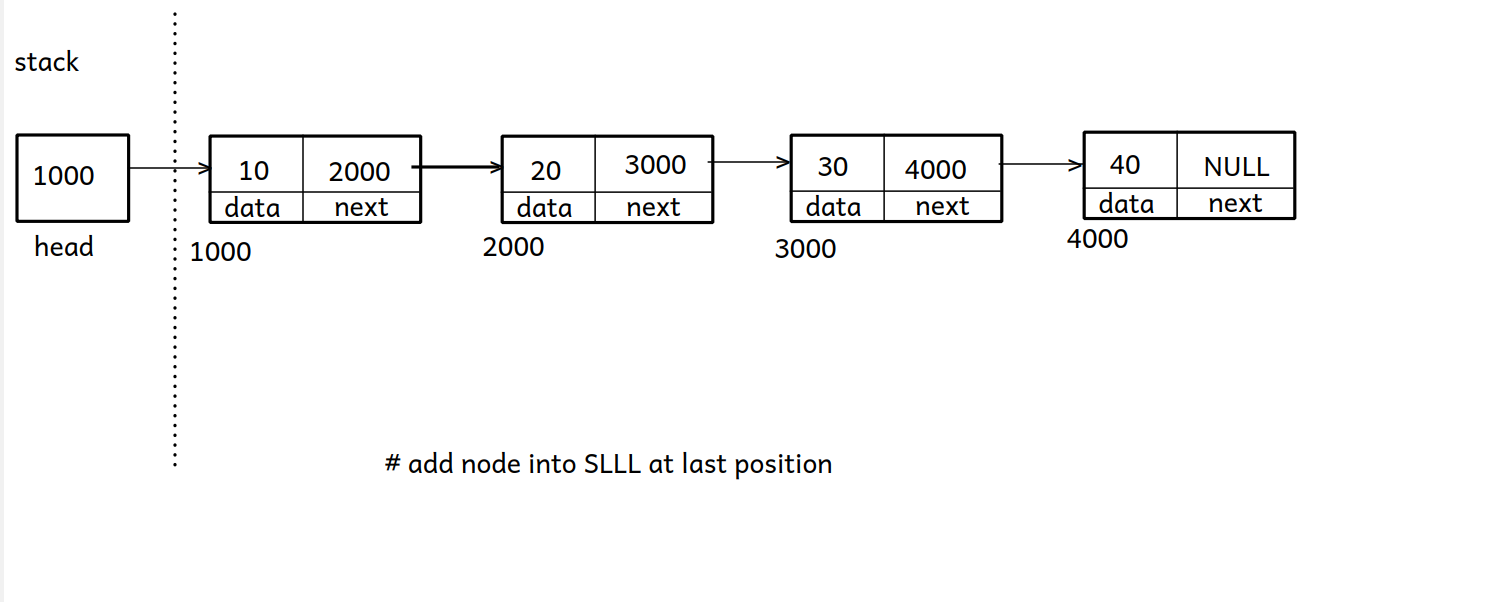 stack
1000
head
10 2000
data next
1000
20 3000
data next
2000
30 4000
data next
3000
40 NULL
data next
4000
# add node into SLLL at last position